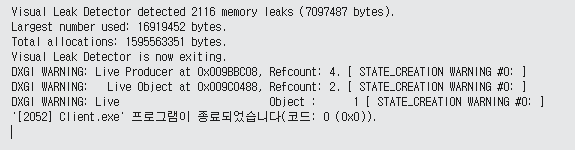 Visual Leak Detector detected 2116 memory leaks (7097487 bytes).
Largest number used: 16919452 bytes.
Total allocations: 1595563351 bytes.
Visual Leak Detector is now exiting.
DXGI WARNING: Live Producer at 0x009BBC08, Refcount: 4. [ STATE_CREATION WARNING #0: ]
DXGI WARNING:   Live Object at 0x009C0488, Refcount: 2. [ STATE_CREATION WARNING #0: ]
DXGI WARNING: Live                         Object :      1 [ STATE_CREATION WARNING #0: ]
'[2052] Client.exe' 프로그램이 종료되었습니다(코드: 0 (0x0)).